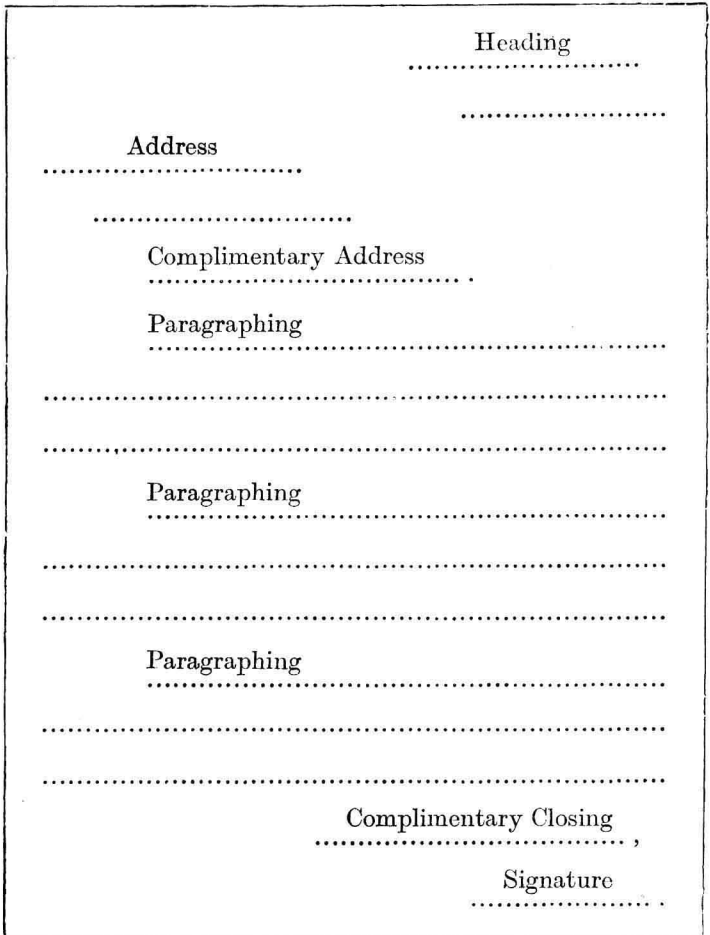 Heading
Address
Complimentary Address
Paragraphing
Paragraphing
Paragraphing
Complimentary Closing
,
Signature